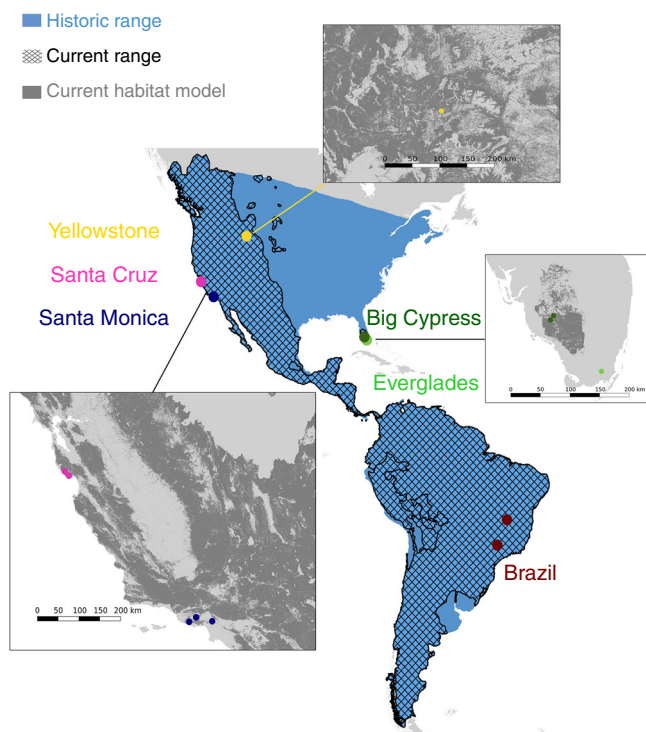 Historic range
Current range
Current habitat model
0 50 100 150 200 km
Yellowstone
Santa Cruz
Santa Monica
Big Cypress
Everglades
0 50 100 150 200 km
0 50 100 150 200 km
Brazil